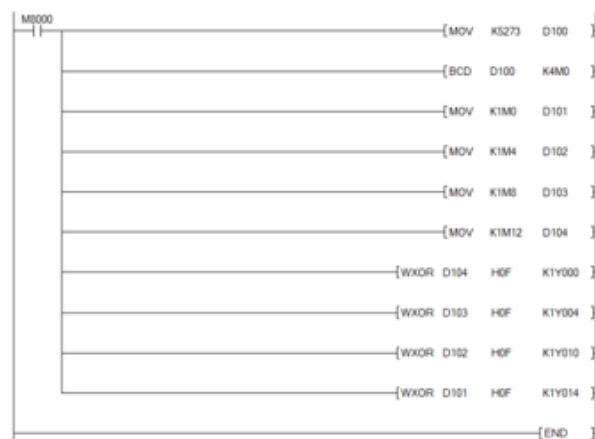 M8000
MOV K5273 D100
BCD D100 K4M0
MOV K1M0 D101
MOV K1M4 D102
MOV K1M8 D103
MOV K1M12 D104
WXOR D104 H0F K1Y000
WXOR D103 H0F K1Y004
WXOR D102 H0F K1Y010
WXOR D101 H0F K1Y014
END